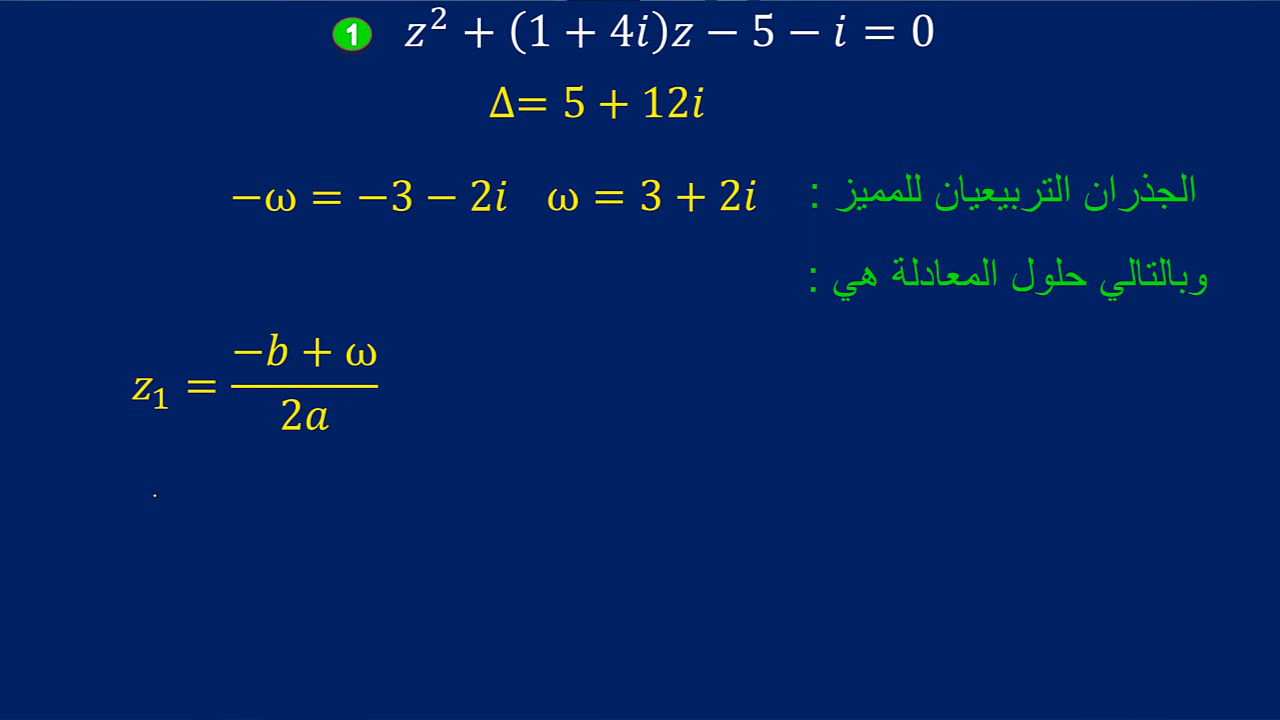 1 z² + (1 + 4i)z − 5 − i = 0
Δ= 5 + 12i
الجذران التربيعيان للمميز : ω = 3 + 2i −ω = −3 − 2i
وبالتالي حلول المعادلة هي :
z₁ = (−b + ω)/(2a)